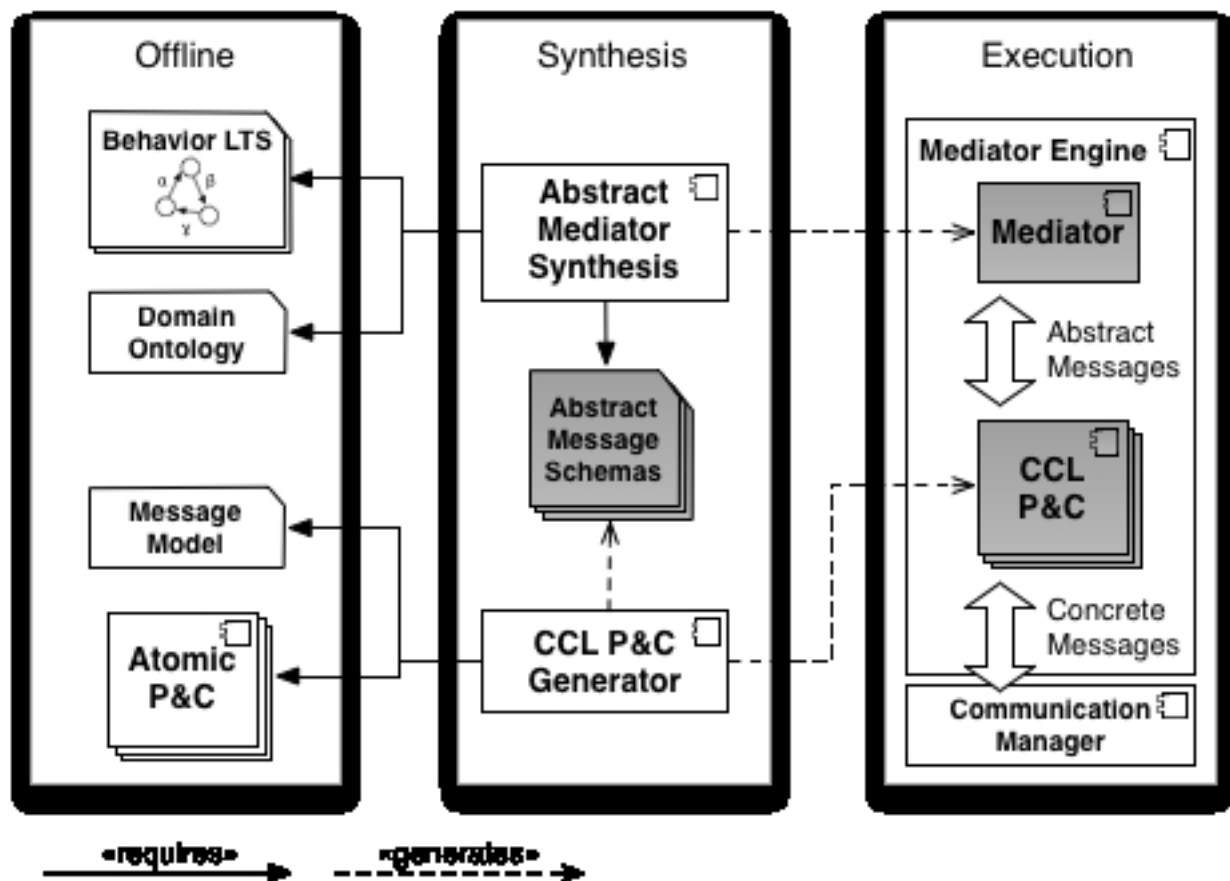 Offline
Behavior LTS
α
β
γ
Domain
Ontology
Message
Model
Atomic
P&C
Synthesis
Abstract
Mediator
Synthesis
Abstract
Message
Schemas
CCL P&C
Generator
Execution
Mediator Engine
Mediator
Abstract
Messages
CCL
P&C
Concrete
Messages
Communication
Manager
«requires»
«generates»